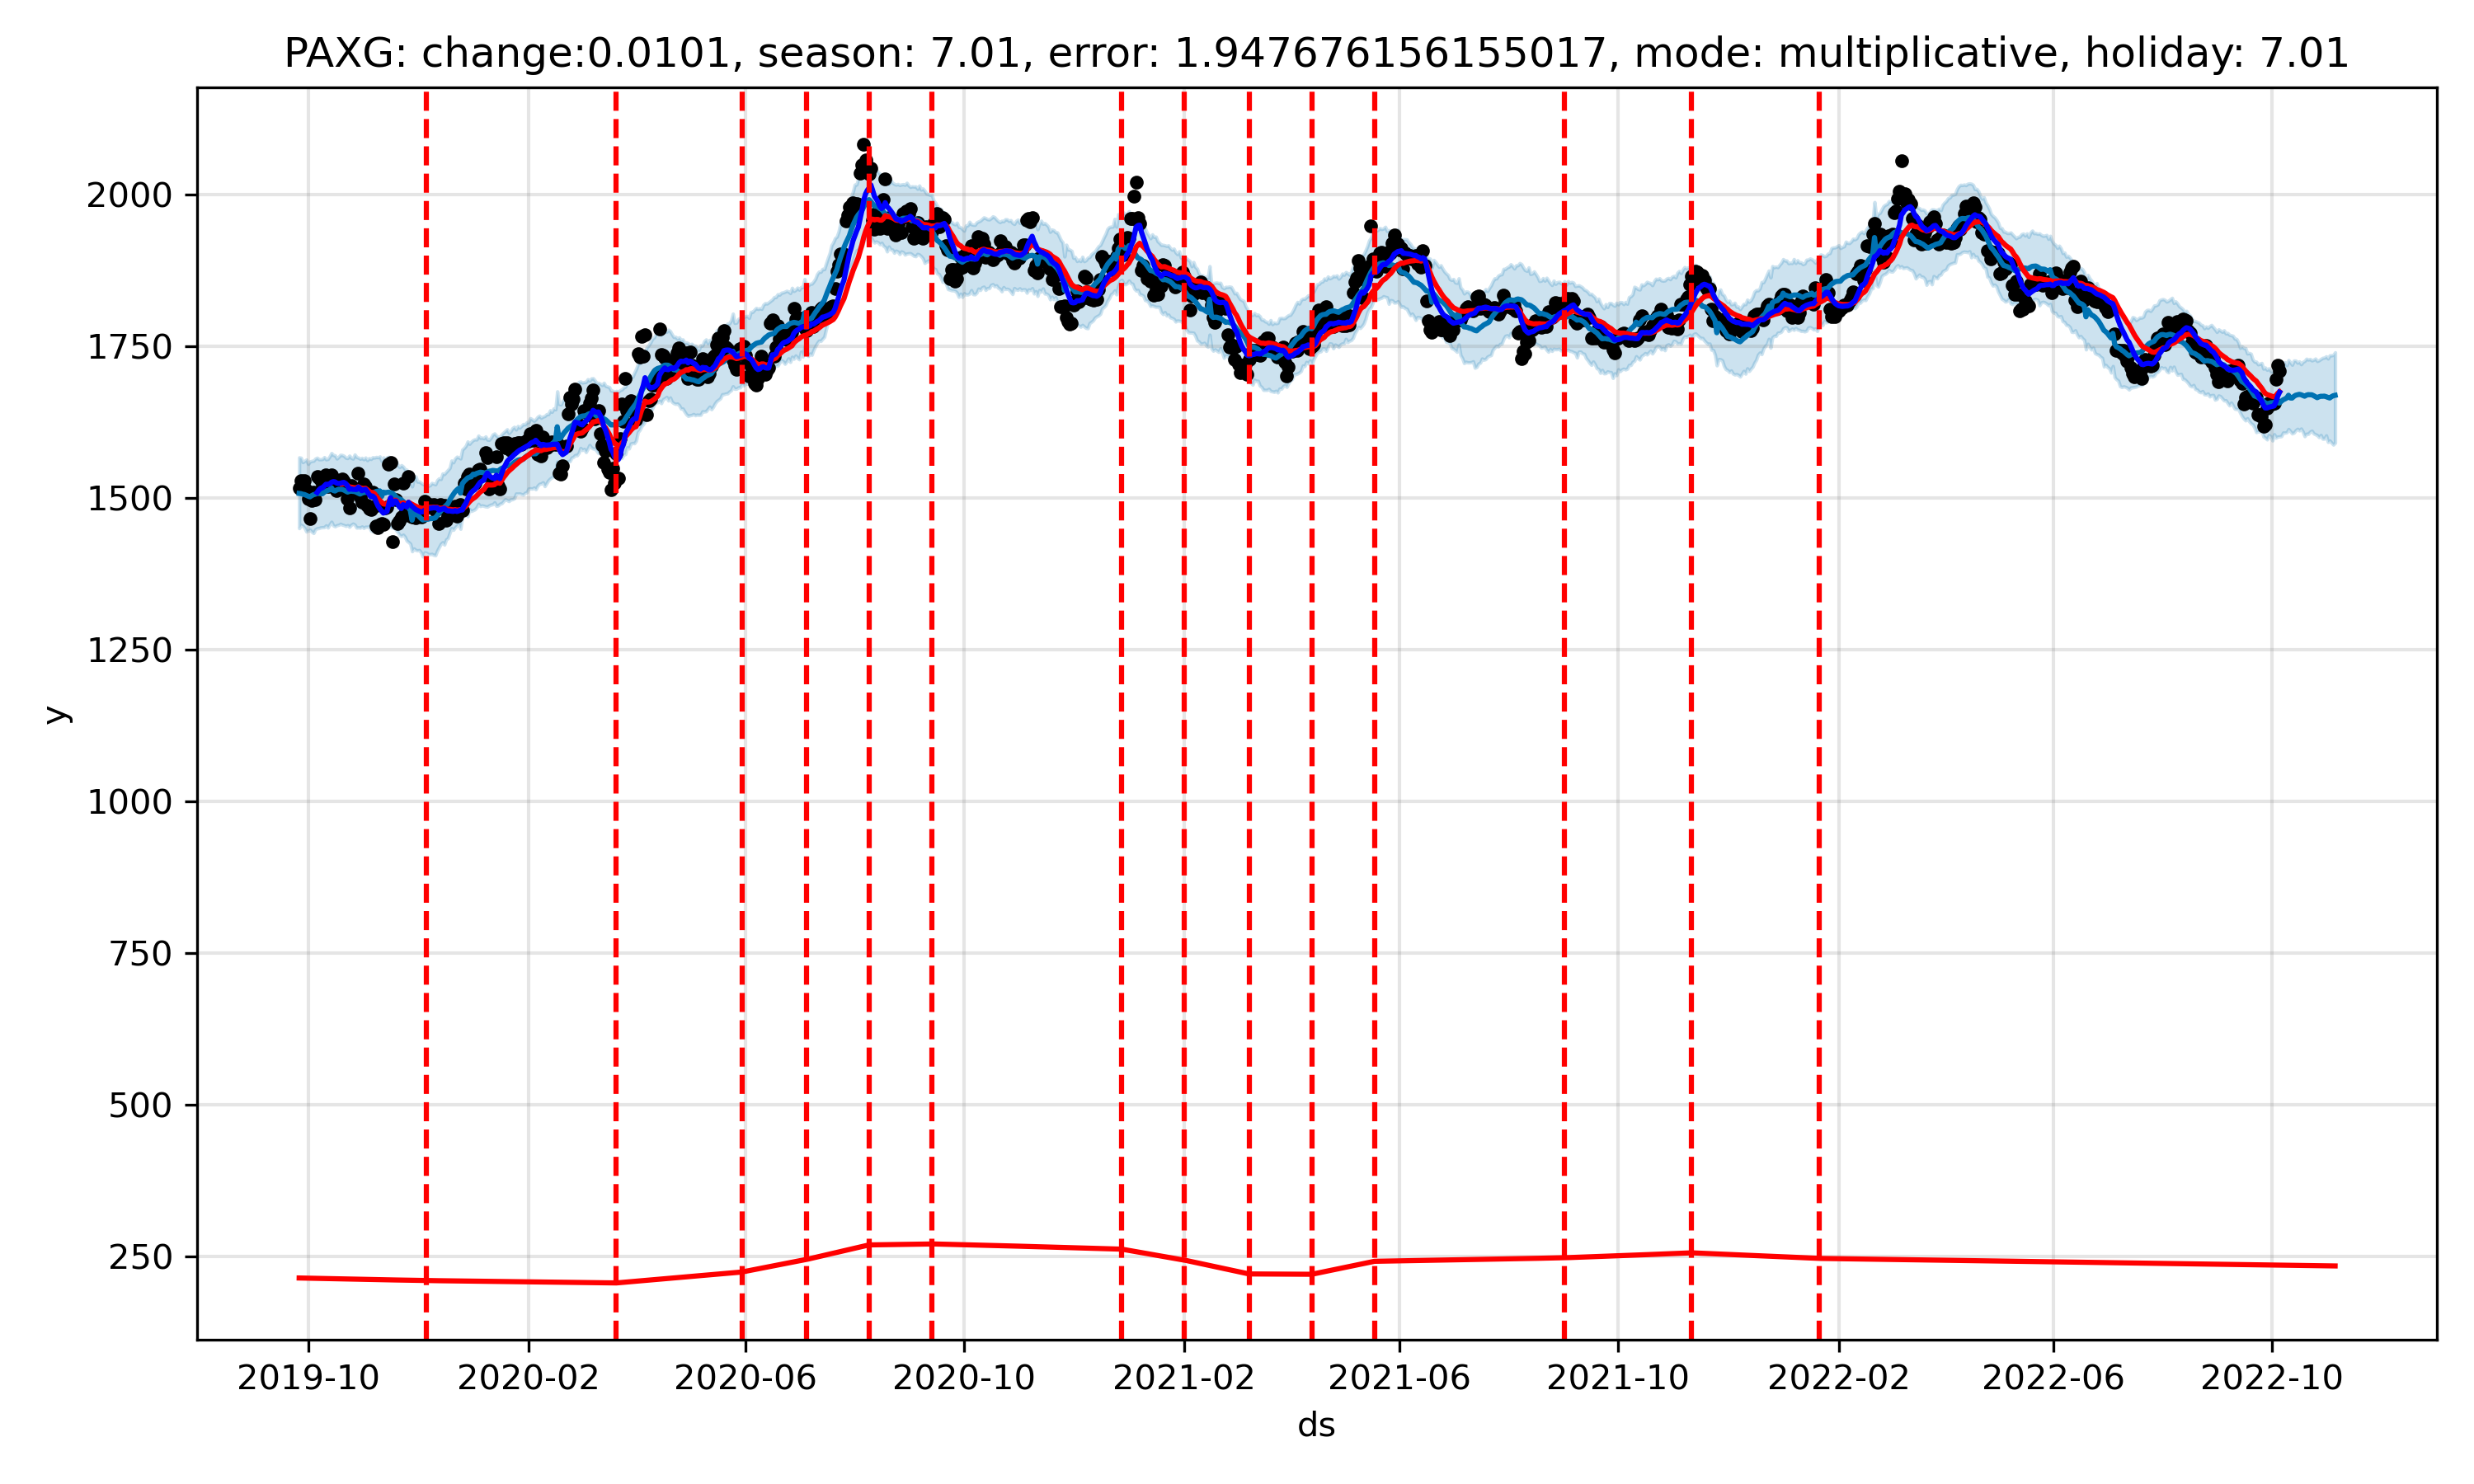 PAXG: change:0.0101, season: 7.01, error: 1.9476761561550​17, mode: multiplicative, holiday: 7.01
2000
1750
1500
1250
1000
750
500
250
y
2019-10 2020-02 2020-06 2020-10 2021-02 2021-06 2021-10 2022-02 2022-06 2022-10
ds